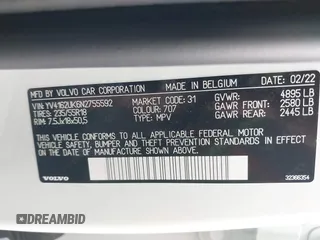 MFD. BY VOLVO CAR CORPORATION MADE IN BELGIUM 02/22
VIN: YV4162UK6N2755592 MARKET CODE: 31 GVWR: 4895 LB
TIRES: 235/55R18 COLOUR: 707 GAWR FRONT: 2580 LB
RIM: 7.5Jx18x50.5 TYPE: MPV GAWR REAR: 2445 LB
THIS VEHICLE CONFORMS TO ALL APPLICABLE U.S. FEDERAL MOTOR VEHICLE SAFETY,
BUMPER, AND THEFT PREVENTION STANDARDS IN EFFECT ON THE DATE OF
MANUFACTURE SHOWN ABOVE.
VOLVO 32366354
DREAMBID